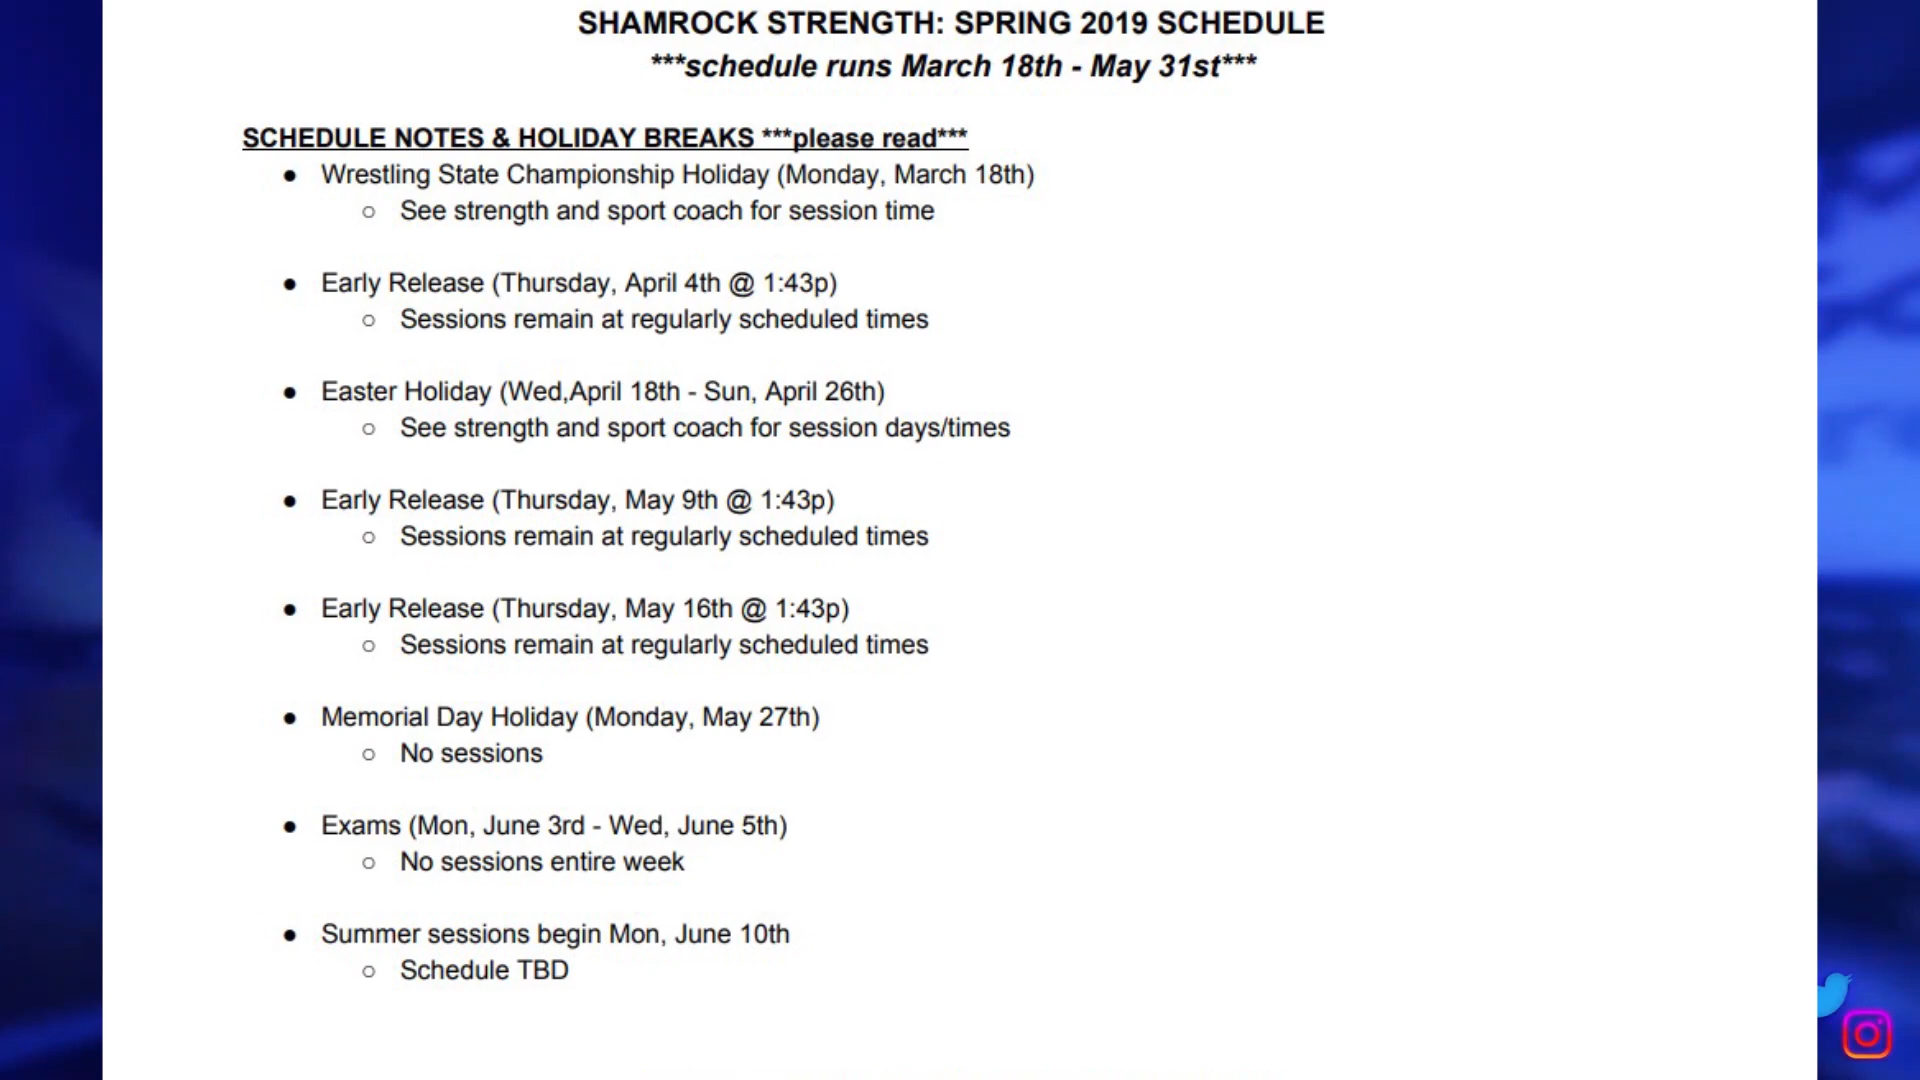 SHAMROCK STRENGTH: SPRING 2019 SCHEDULE
***schedule runs March 18th - May 31st***
SCHEDULE NOTES & HOLIDAY BREAKS ***please read***
● Wrestling State Championship Holiday (Monday, March 18th)
○ See strength and sport coach for session time
● Early Release (Thursday, April 4th @ 1:43p)
○ Sessions remain at regularly scheduled times
● Easter Holiday (Wed,April 18th - Sun, April 26th)
○ See strength and sport coach for session days/times
● Early Release (Thursday, May 9th @ 1:43p)
○ Sessions remain at regularly scheduled times
● Early Release (Thursday, May 16th @ 1:43p)
○ Sessions remain at regularly scheduled times
● Memorial Day Holiday (Monday, May 27th)
○ No sessions
● Exams (Mon, June 3rd - Wed, June 5th)
○ No sessions entire week
● Summer sessions begin Mon, June 10th
○ Schedule TBD